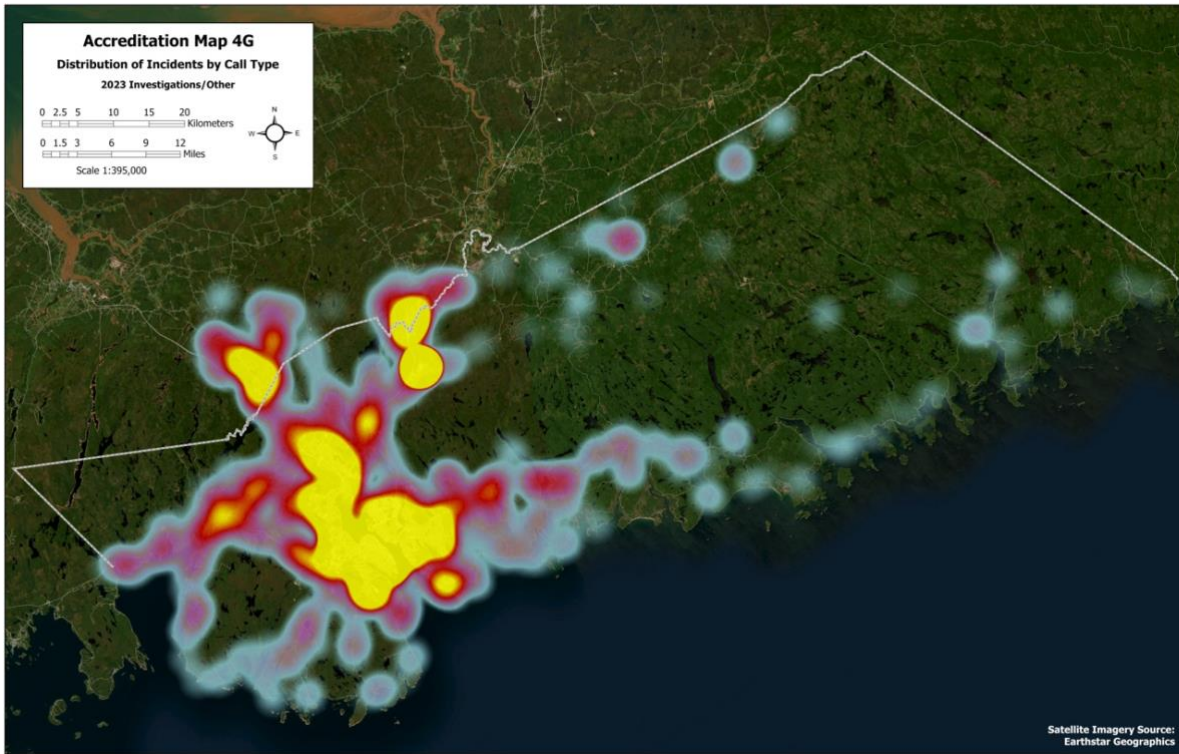 Accreditation Map 4G
Distribution of Incidents by Call Type
2023 Investigations/Other
0 2.5 5 10 15 20
Kilometers
0 1.5 3 6 9 12
Miles
Scale 1:395,000
N
W E
S
Satellite Imagery Source:
Earthstar Geographics